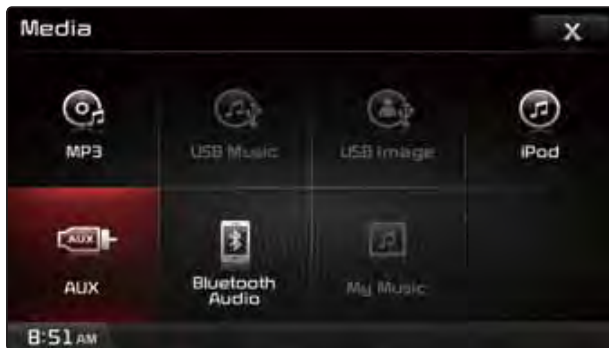 Media
X
MP3
USB Music
USB Image
iPod
AUX
AUX
Bluetooth
Audio
My Music
8:51 AM